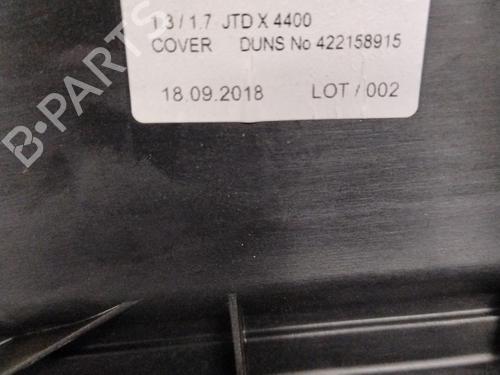 1.3 / 1.7 JTD X 4400
COVER DUNS No 422158915
18.09.2018 LOT / 002
B-PARTS